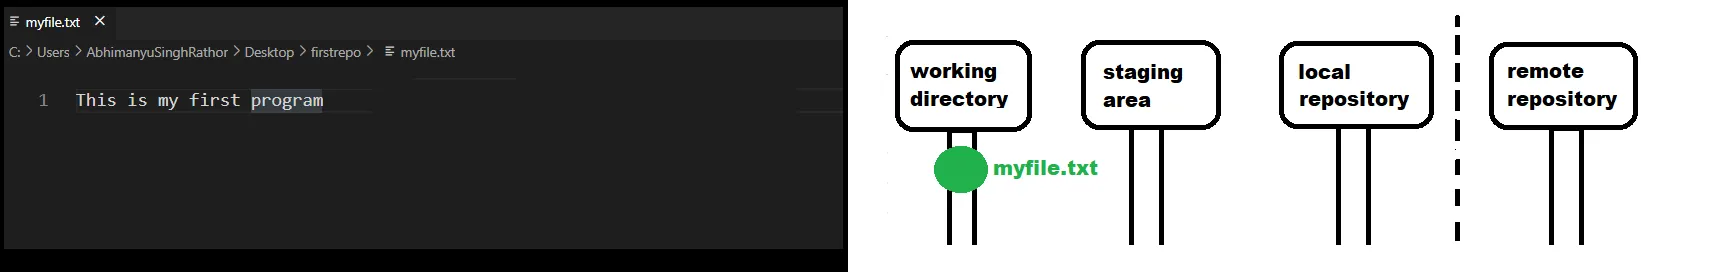 myfile.txt
C: > Users > AbhimanyuSinghRathor > Desktop > firstrepo > myfile.txt
1 This is my first program
working
directory
staging
area
local
repository
remote
repository
myfile.txt